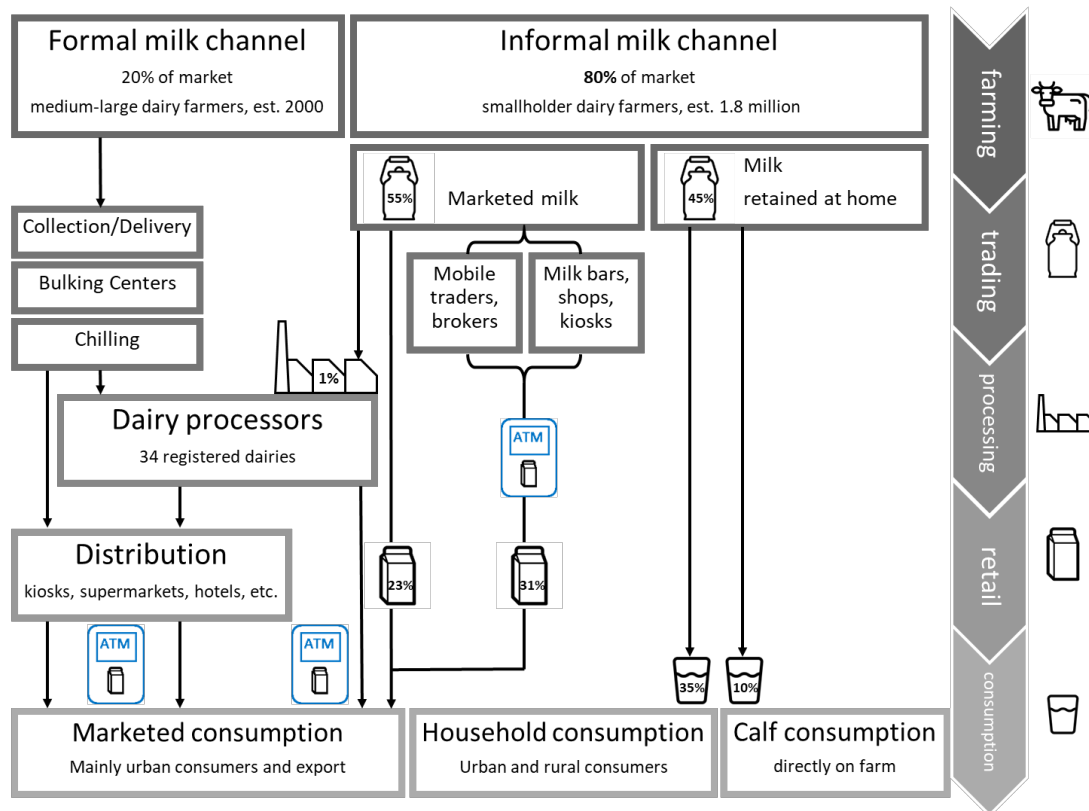 Formal milk channel
20% of market
medium-large dairy farmers, est. 2000
Informal milk channel
80% of market
smallholder dairy farmers, est. 1.8 million
farming
55%
Marketed milk
45%
Milk
retained at home
Collection/Delivery
Bulking Centers
Chilling
Mobile
traders,
brokers
Milk bars,
shops,
kiosks
trading
1%
Dairy processors
34 registered dairies
ATM
processing
Distribution
kiosks, supermarkets, hotels, etc.
23%
31%
retail
ATM
ATM
35%
10%
Marketed consumption
Mainly urban consumers and export
Household consumption
Urban and rural consumers
Calf consumption
directly on farm
consumption